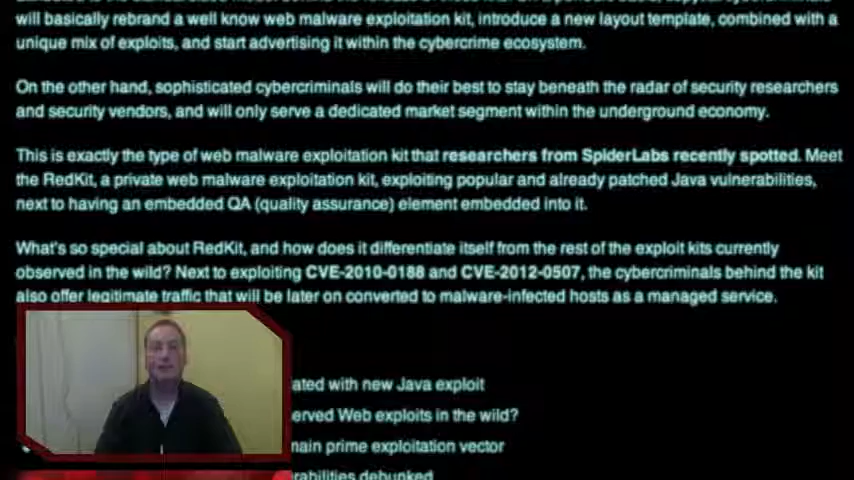 will basically rebrand a well know web malware exploitation kit, introduce a new layout template, combined with a
unique mix of exploits, and start advertising it within the cybercrime ecosystem.
On the other hand, sophisticated cybercriminals will do their best to stay beneath the radar of security researchers
and security vendors, and will only serve a dedicated market segment within the underground economy.
This is exactly the type of web malware exploitation kit that researchers from SpiderLabs recently spotted. Meet
the RedKit, a private web malware exploitation kit, exploiting popular and already patched Java vulnerabilities,
next to having an embedded QA (quality assurance) element embedded into it.
What's so special about RedKit, and how does it differentiate itself from the rest of the exploit kits currently
observed in the wild? Next to exploiting CVE-2010-0188 and CVE-2012-0507, the cybercriminals behind the kit
also offer legitimate traffic that will be later on converted to malware-infected hosts as a managed service.
ated with new Java exploit
erved Web exploits in the wild?
main prime exploitation vector
rabilities debunked